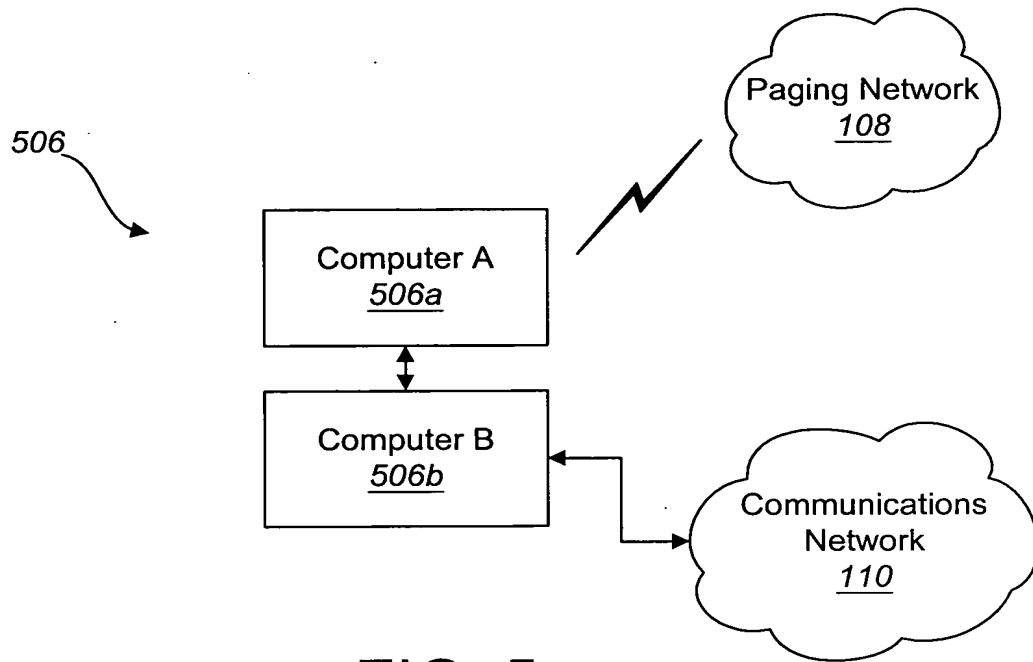 Paging Network
108
506
Computer A
506a
Computer B
506b
Communications
Network
110